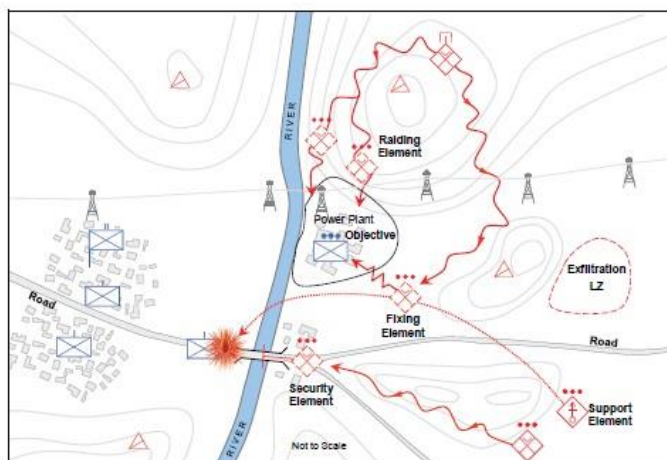 RIVER
Raiding
Element
Power Plant
Objective
Exfiltration
LZ
Road
Fixing
Element
Road
Security
Element
Support
Element
Not to Scale
RIVER